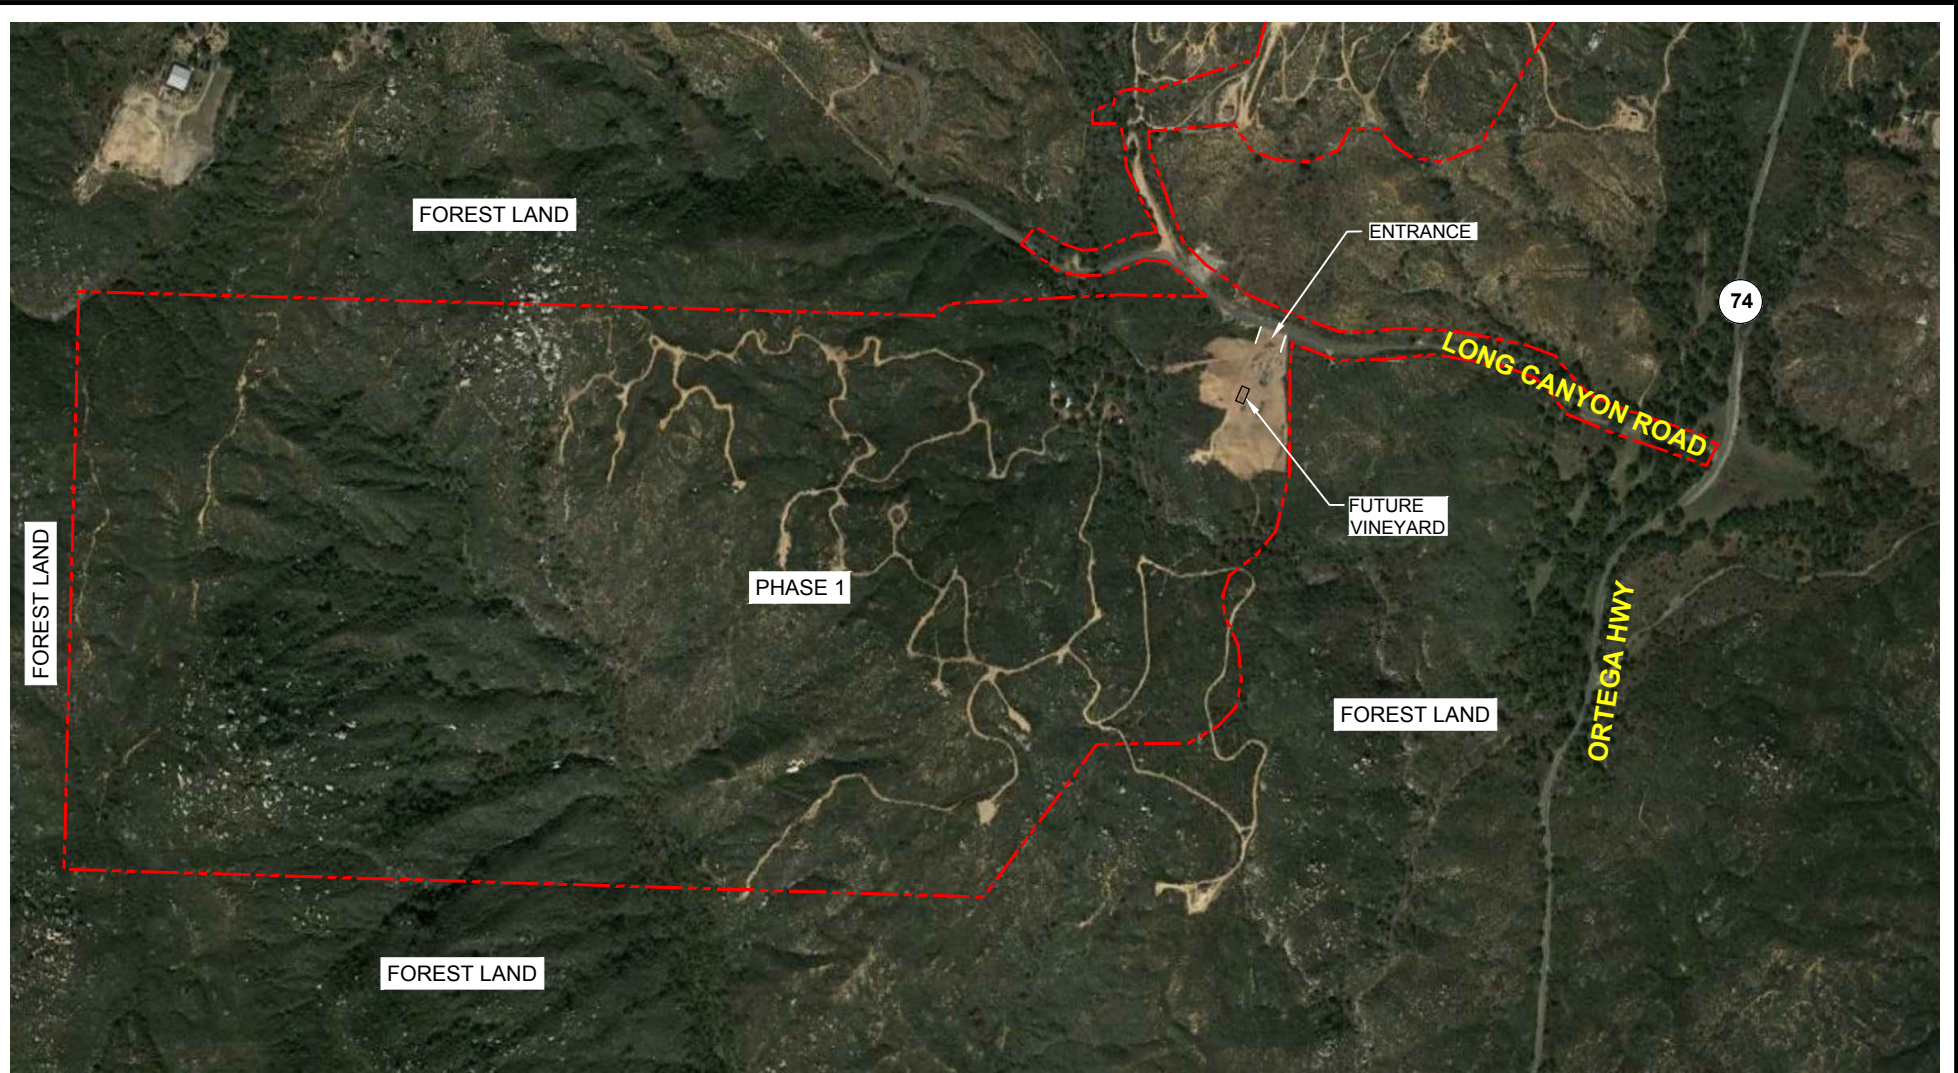 FOREST LAND
ENTRANCE
74
LONG CANYON ROAD
FUTURE
VINEYARD
FOREST LAND
PHASE 1
ORTEGA HWY
FOREST LAND
FOREST LAND